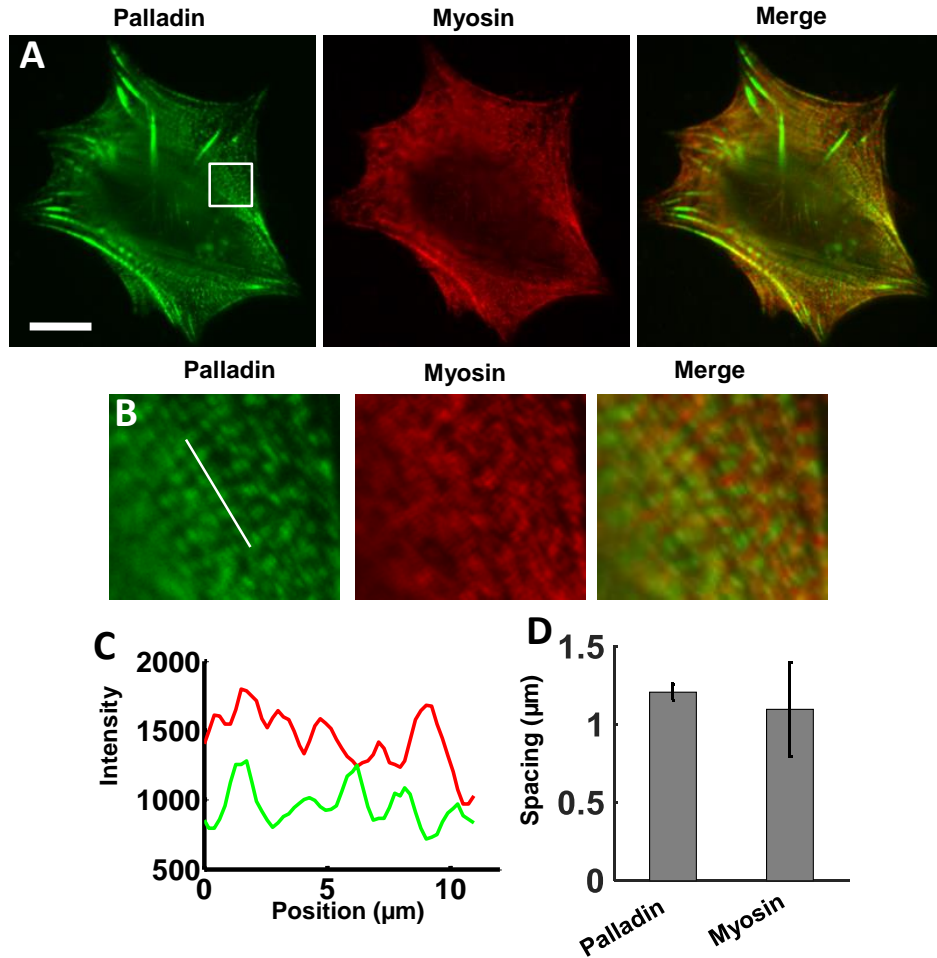 Palladin Myosin Merge
A
Palladin Myosin Merge
B
C
2000
1500
1000
500
Intensity
0 5 10
Position (µm)
D
1.5
1
0.5
0
Spacing (µm)
Palladin Myosin